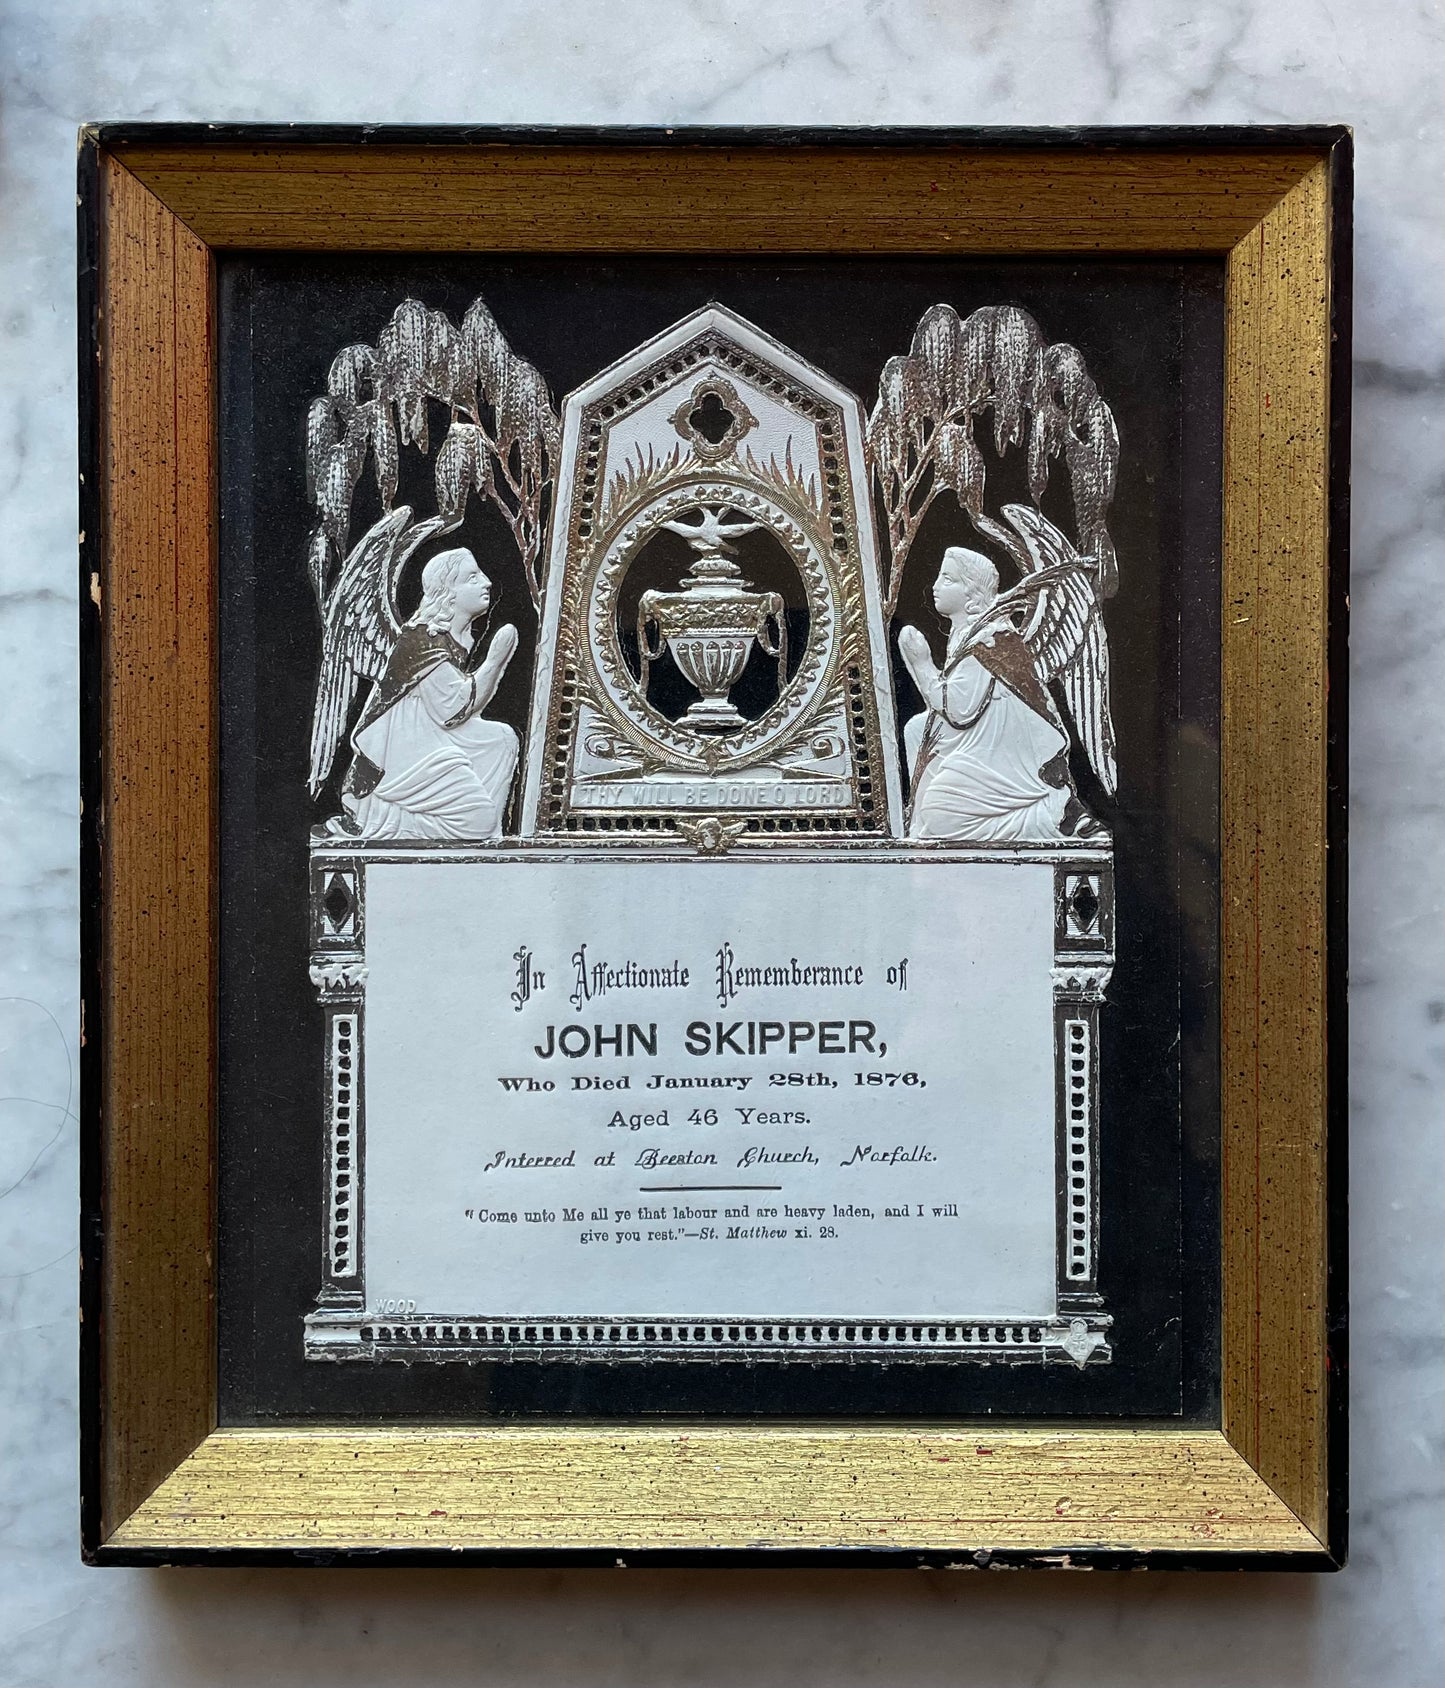 THY WILL BE DONE O LORD
In Affectionate Rememberance of
JOHN SKIPPER,
Who Died January 28th, 1876,
Aged 46 Years.
Interred at Beeston Church, Norfolk.
"Come unto Me all ye that labour and are heavy laden, and I will
give you rest."—St. Matthew xi. 28.
WOOD